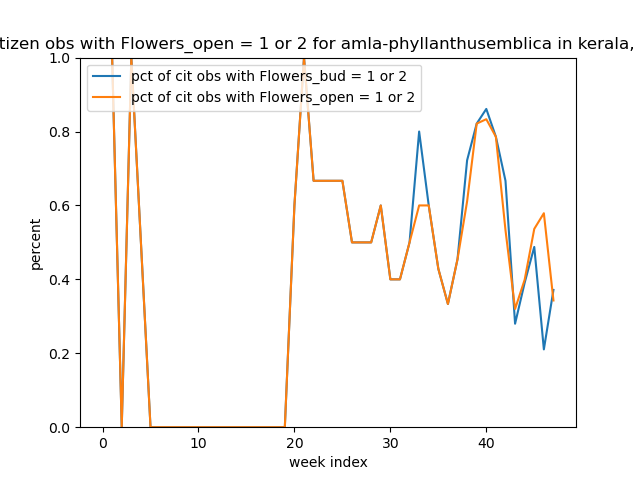 tizen obs with Flowers_open = 1 or 2 for amla-phyllanthusemblica in kerala,
pct of cit obs with Flowers_bud = 1 or 2
pct of cit obs with Flowers_open = 1 or 2
percent
1.0
0.8
0.6
0.4
0.2
0.0
0 10 20 30 40
week index